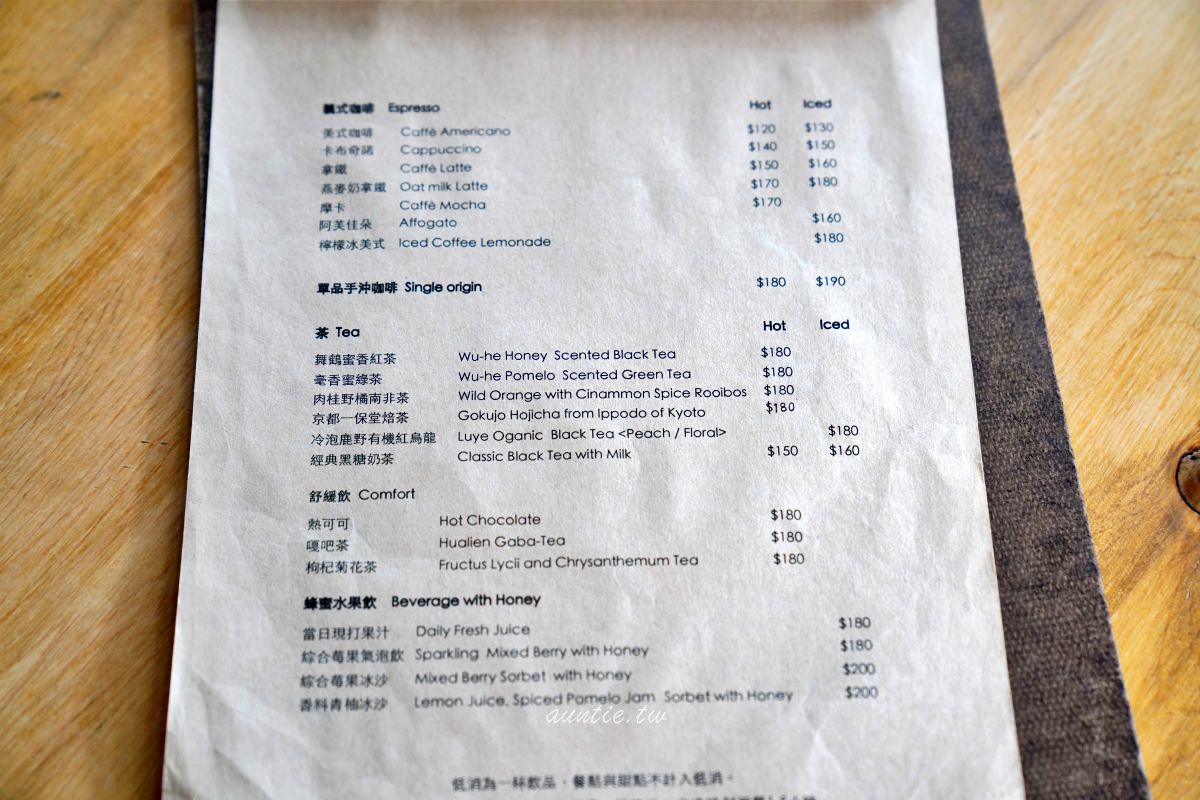 義式咖啡 Espresso Hot Iced
美式咖啡 Caffè Americano $120 $130
卡布奇諾 Cappuccino $140 $150
拿鐵 Caffè Latte $150 $160
燕麥奶拿鐵 Oat milk Latte $170 $180
摩卡 Caffè Mocha $170
阿芙佳朵 Affogato $160
檸檬冰美式 Iced Coffee Lemonade $180
單品手沖咖啡 Single origin $180 $190
茶 Tea Hot Iced
舞鶴蜜香紅茶 Wu-he Honey Scented Black Tea $180
毫香蜜綠茶 Wu-he Pomelo Scented Green Tea $180
肉桂野橘南非茶 Wild Orange with Cinammon Spice Rooibos $180
京都一保堂焙茶 Gokujo Hojicha from Ippodo of Kyoto $180
冷泡鹿野有機紅烏龍 Luye Oganic Black Tea <Peach / Floral> $180
經典黑糖奶茶 Classic Black Tea with Milk $150 $160
舒緩飲 Comfort
熱可可 Hot Chocolate $180
嘎吧茶 Hualien Gaba-Tea $180
枸杞菊花茶 Fructus Lycii and Chrysanthemum Tea $180
蜂蜜水果飲 Beverage with Honey
當日現打果汁 Daily Fresh Juice $180
綜合莓果氣泡飲 Sparkling Mixed Berry with Honey $180
綜合莓果冰沙 Mixed Berry Sorbet with Honey $200
香料青柚冰沙 Lemon Juice, Spiced Pomelo Jam Sorbet with Honey $200
auntie.tw
低消為一杯飲品，餐點與甜點不計入低消。